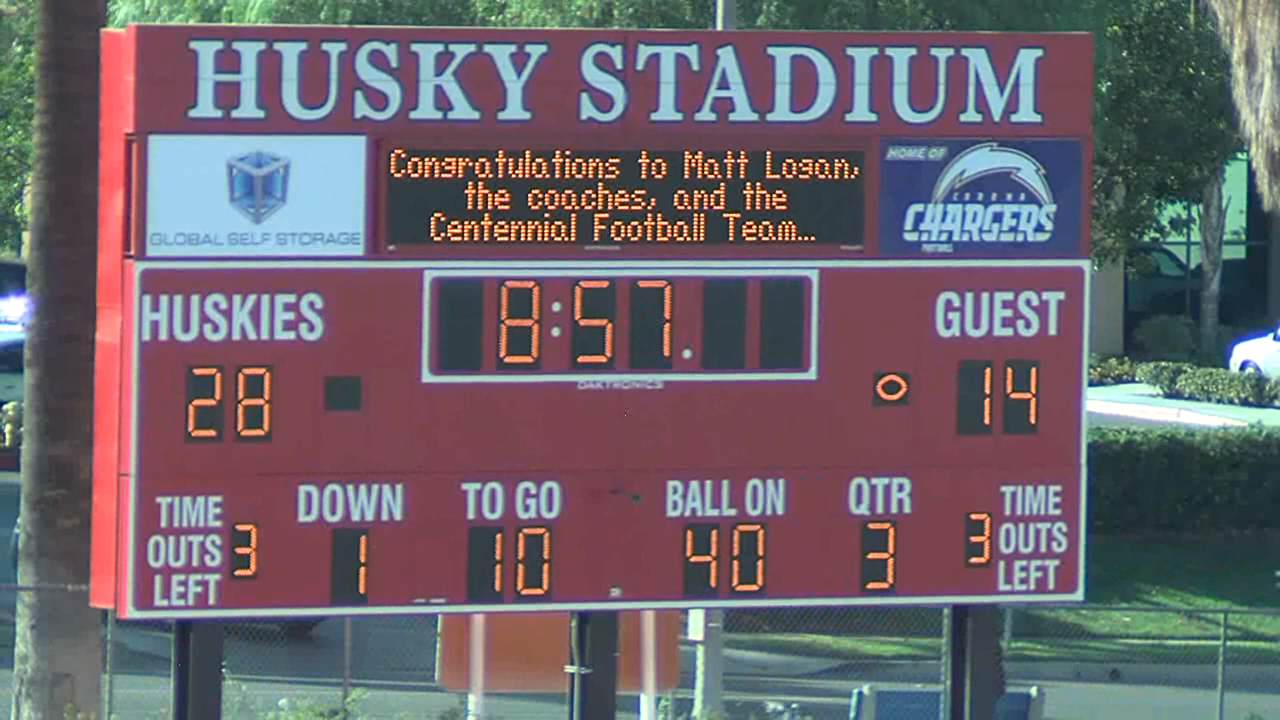 HUSKY STADIUM
GLOBAL SELF STORAGE
Congratulations to Matt Logan,
the coaches, and the
Centennial Football Team...
HOME OF
CORONA
CHARGERS
FOOTBALL
HUSKIES
8:57.
GUEST
28
14
DAKTRONICS
TIME OUTS LEFT 3
DOWN 1
TO GO 10
BALL ON 40
QTR 3
3 TIME OUTS LEFT